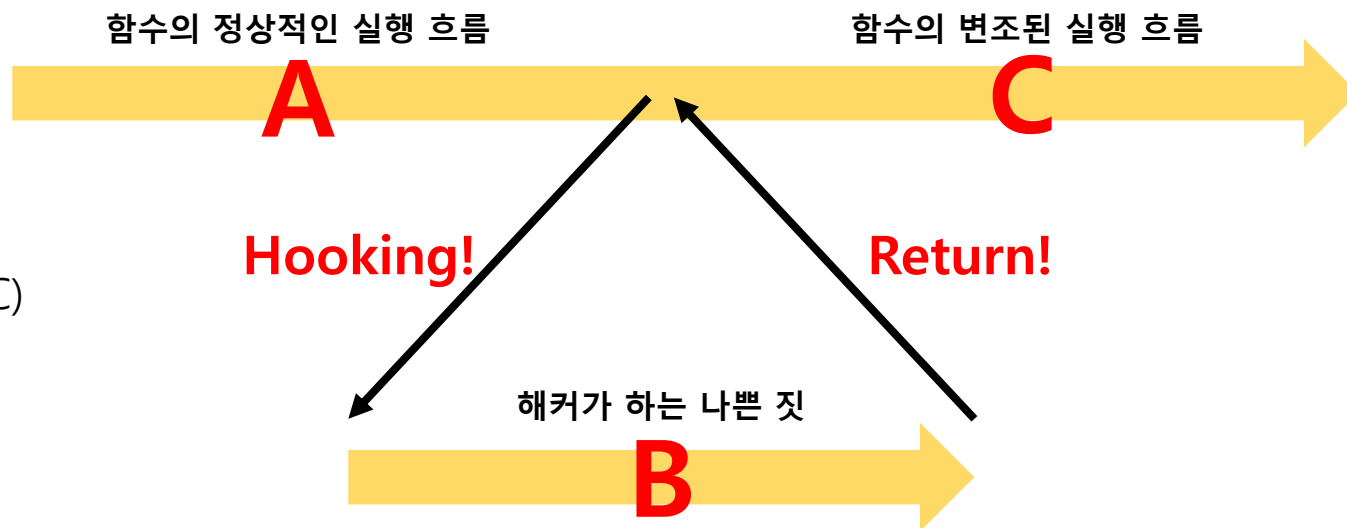 함수의 정상적인 실행 흐름
함수의 변조된 실행 흐름
A
C
Hooking!
Return!
C)
해커가 하는 나쁜 짓
B